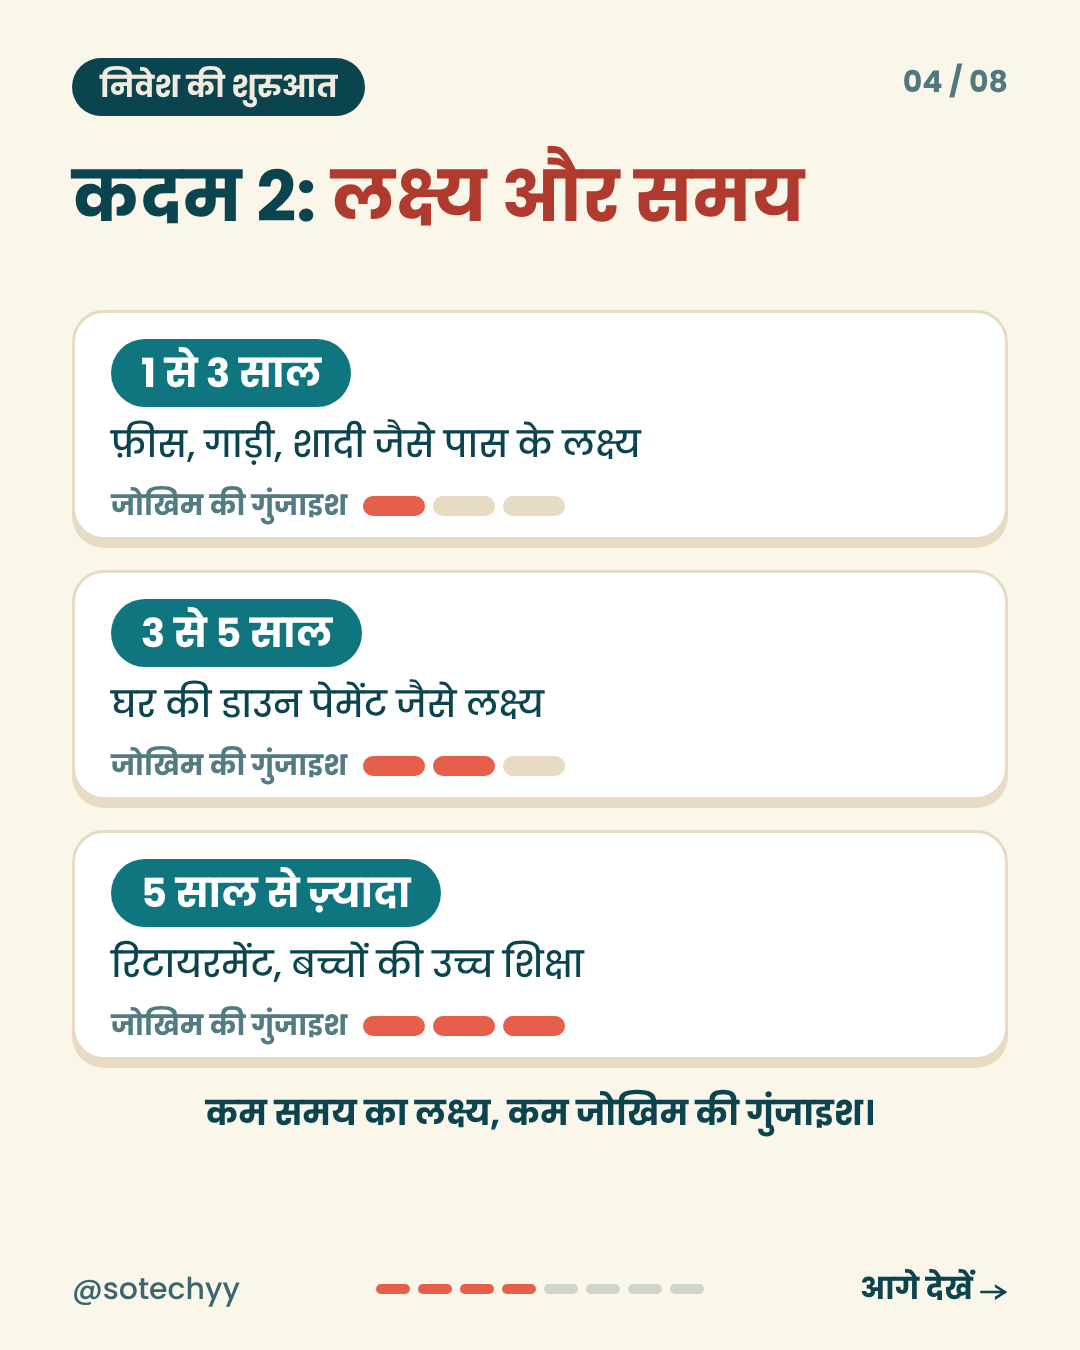 निवेश की शुरुआत
04 / 08
कदम 2: लक्ष्य और समय
1 से 3 साल
फ़ीस, गाड़ी, शादी जैसे पास के लक्ष्य
जोखिम की गुंजाइश
3 से 5 साल
घर की डाउन पेमेंट जैसे लक्ष्य
जोखिम की गुंजाइश
5 साल से ज़्यादा
रिटायरमेंट, बच्चों की उच्च शिक्षा
जोखिम की गुंजाइश
कम समय का लक्ष्य, कम जोखिम की गुंजाइश।
@sotechyy
आगे देखें →